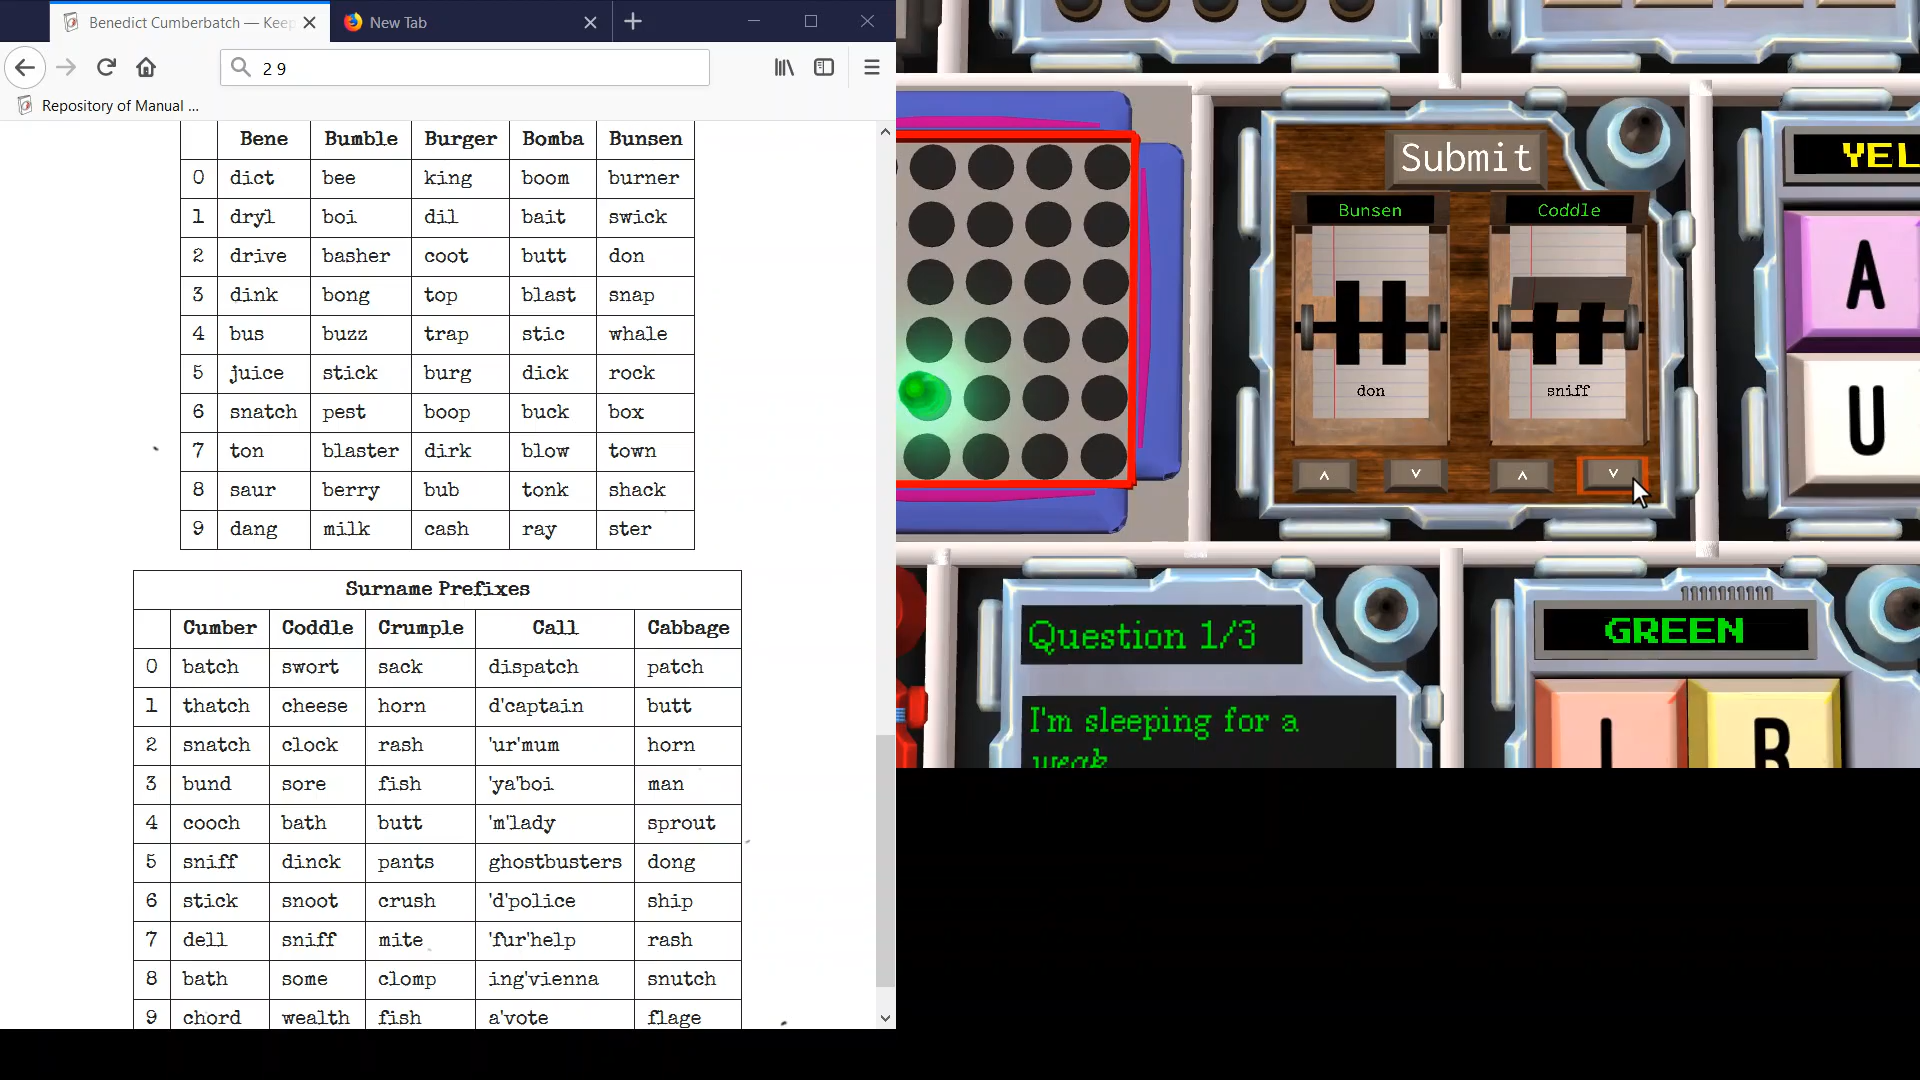 Benedict Cumberbatch — Keep
New Tab
2 9
Repository of Manual ...
Bene Bumble Burger Bomba Bunsen
0 dict bee king boom burner
1 dryl boi dil bait swick
2 drive basher coot butt don
3 dink bong top blast snap
4 bus buzz trap stic whale
5 juice stick burg dick rock
6 snatch pest boop buck box
7 ton blaster dirk blow town
8 saur berry bub tonk shack
9 dang milk cash ray ster
Surname Prefixes
Cumber Coddle Crumple Call Cabbage
0 batch swort sack dispatch patch
1 thatch cheese horn d'captain butt
2 snatch clock rash 'ur'mum horn
3 bund sore fish 'ya'boi man
4 cooch bath butt 'm'lady sprout
5 sniff dinck pants ghostbusters dong
6 stick snoot crush 'd'police ship
7 dell sniff mite 'fur'help rash
8 bath some clomp ing'vienna snutch
9 chord wealth fish a'vote flage
Submit
Bunsen Coddle
don sniff
YEL
A
U
Question 1/3
I'm sleeping for a
weak
GREEN